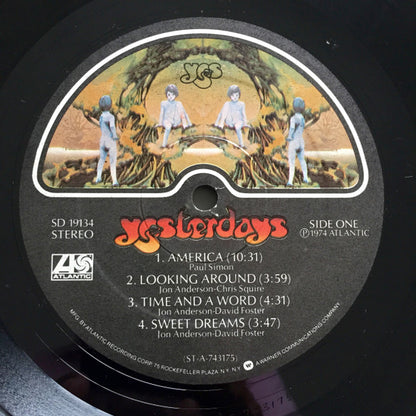 yes
yesterdays
SD 19134
STEREO
SIDE ONE
℗1974 ATLANTIC
1. AMERICA (10:31)
Paul Simon
2. LOOKING AROUND (3:59)
Jon Anderson-Chris Squire
3. TIME AND A WORD (4:31)
Jon Anderson-David Foster
4. SWEET DREAMS (3:47)
Jon Anderson-David Foster
ATLANTIC
(ST-A-743175)
MFG. BY ATLANTIC RECORDING CORP. 75 ROCKEFELLER PLAZA, N.Y. N.Y. A WARNER COMMUNICATIONS COMPANY